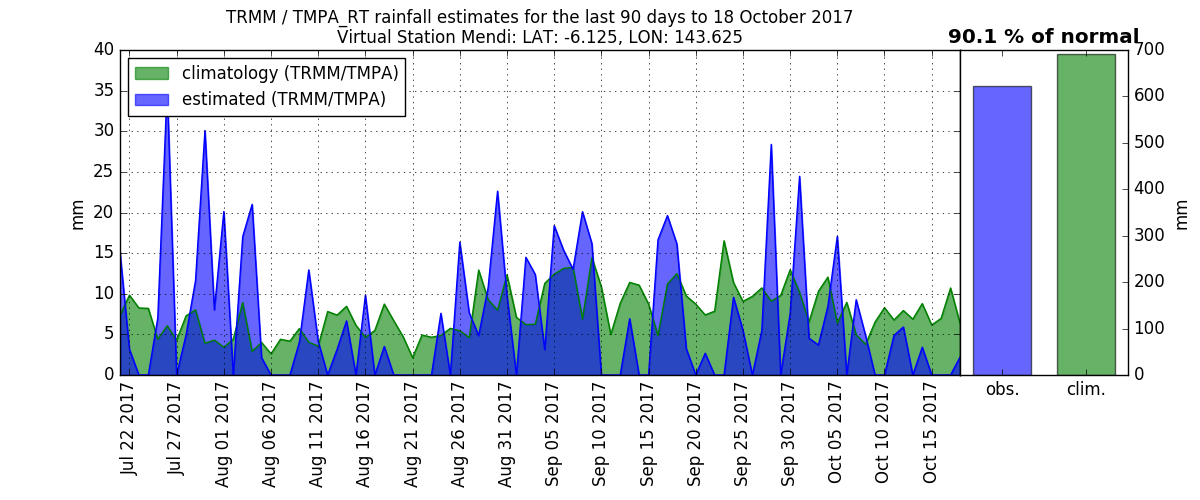 TRMM / TMPA_RT rainfall estimates for the last 90 days to 18 October 2017
Virtual Station Mendi: LAT: -6.125, LON: 143.625
90.1 % of normal
climatology (TRMM/TMPA)
estimated (TRMM/TMPA)
40
35
30
25
20
15
10
5
0
mm
Jul 22 2017
Jul 27 2017
Aug 01 2017
Aug 06 2017
Aug 11 2017
Aug 16 2017
Aug 21 2017
Aug 26 2017
Aug 31 2017
Sep 05 2017
Sep 10 2017
Sep 15 2017
Sep 20 2017
Sep 25 2017
Sep 30 2017
Oct 05 2017
Oct 10 2017
Oct 15 2017
obs.
clim.
700
600
500
400
300
200
100
0
mm